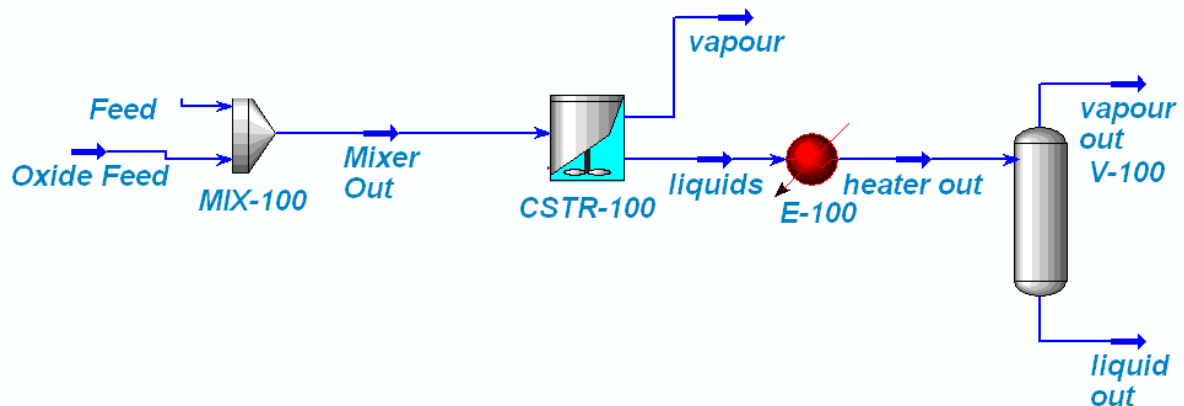 vapour
Feed
Oxide Feed
MIX-100
Mixer
Out
CSTR-100
liquids
E-100
heater out
vapour
out
V-100
liquid
out